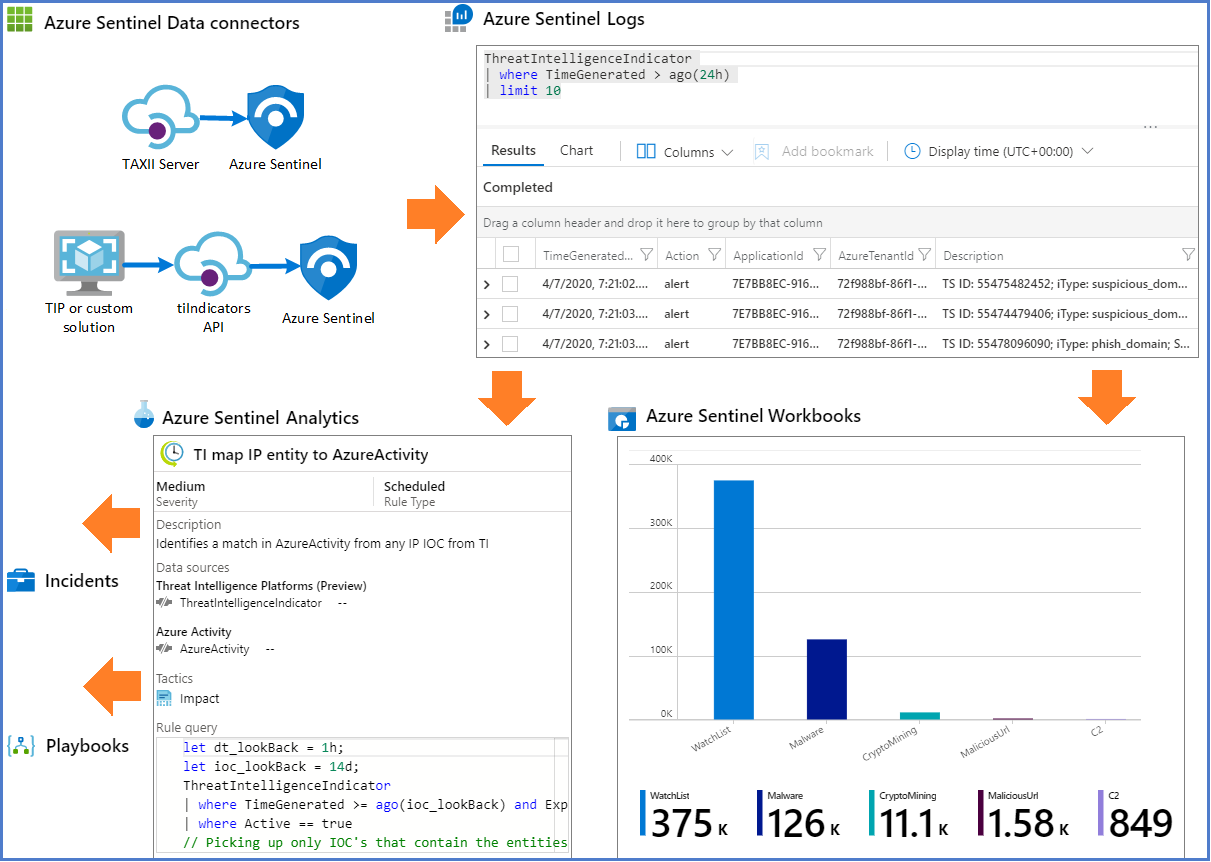 Azure Sentinel Data connectors
TAXII Server
Azure Sentinel
TIP or custom
solution
tiIndicators
API
Azure Sentinel
Azure Sentinel Logs
ThreatIntelligenceIndicator
| where TimeGenerated > ago(24h)
| limit 10
...
Results Chart Columns Add bookmark Display time (UTC+00:00)
Completed
Drag a column header and drop it here to group by that column
TimeGenerated... Action ApplicationId AzureTenantId Description
4/7/2020, 7:21:02.... alert 7E7BB8EC-916... 72f988bf-86f1-... TS ID: 55475482452; iType: suspicious_dom...
4/7/2020, 7:21:03.... alert 7E7BB8EC-916... 72f988bf-86f1-... TS ID: 55474479406; iType: suspicious_dom...
4/7/2020, 7:21:03.... alert 7E7BB8EC-916... 72f988bf-86f1-... TS ID: 55478096090; iType: phish_domain; S...
Azure Sentinel Analytics
TI map IP entity to AzureActivity
Medium
Severity
Scheduled
Rule Type
Description
Identifies a match in AzureActivity from any IP IOC from TI
Data sources
Threat Intelligence Platforms (Preview)
ThreatIntelligenceIndicator --
Azure Activity
AzureActivity --
Tactics
Impact
Rule query
let dt_lookBack = 1h;
let ioc_lookBack = 14d;
ThreatIntelligenceIndicator
| where TimeGenerated >= ago(ioc_lookBack) and Exp
| where Active == true
// Picking up only IOC's that contain the entities
Incidents
Playbooks
Azure Sentinel Workbooks
400K
300K
200K
100K
0K
WatchList
Malware
CryptoMining
MaliciousUrl
C2
WatchList
375 K
Malware
126 K
CryptoMining
11.1 K
MaliciousUrl
1.58 K
C2
849